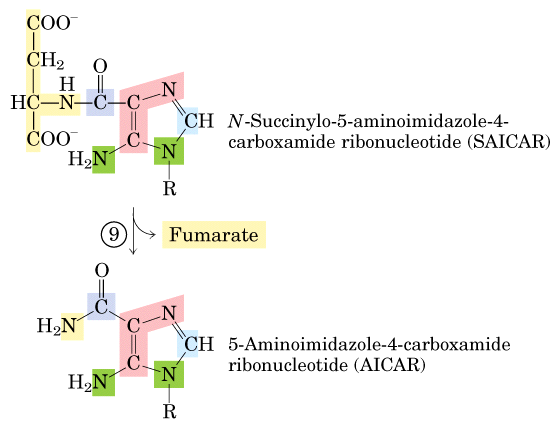 COO⁻
CH₂
O
H
HC N C C N
CH
COO⁻
C
H₂N N
R
N-Succinylo-5-aminoimidazole-4-
carboxamide ribonucleotide (SAICAR)
9 Fumarate
O
C
H₂N C N
CH
C
H₂N N
R
5-Aminoimidazole-4-carboxamide
ribonucleotide (AICAR)